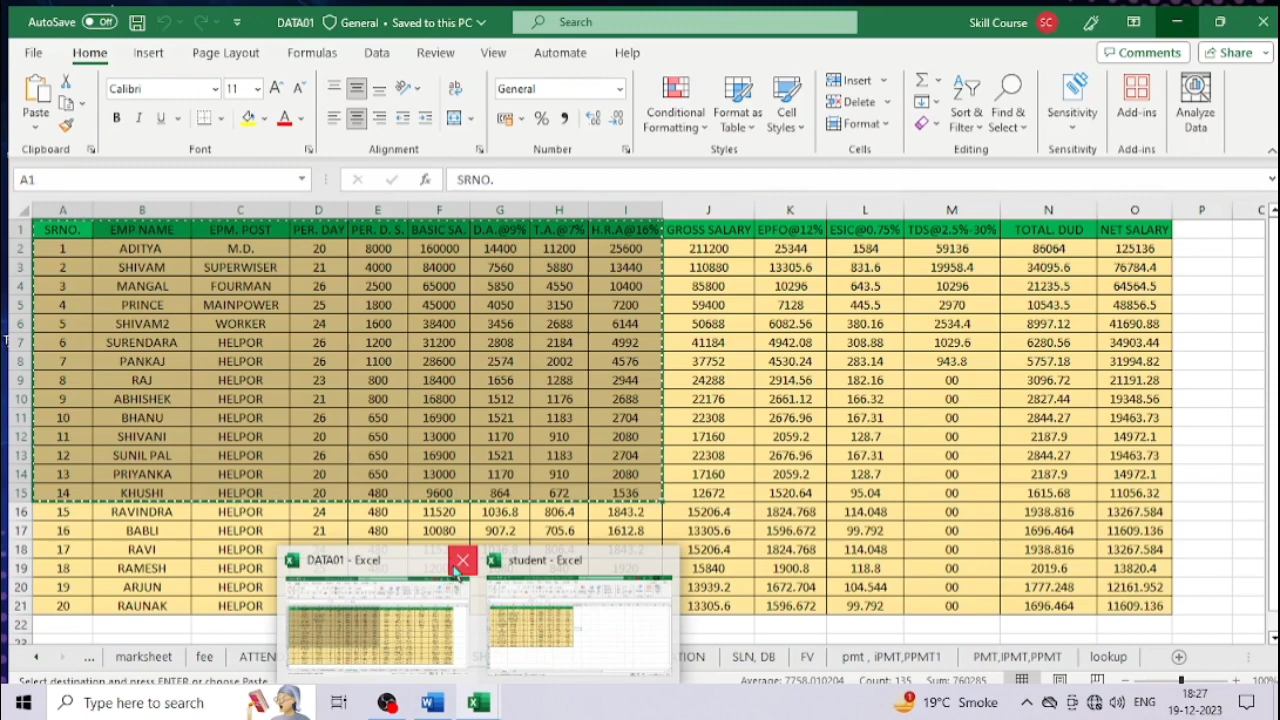 AutoSave Off DATA01 General • Saved to this PC Search Skill Course SC
File Home Insert Page Layout Formulas Data Review View Automate Help Comments Share
Paste Calibri 11 General Conditional Formatting Format as Table Cell Styles Insert Delete Format Sort & Filter Find & Select Sensitivity Add-ins Analyze Data
Clipboard Font Alignment Number Styles Cells Editing Sensitivity Add-ins
A1 SRNO.
A B C D E F G H I J K L M N O P
1 SRNO. EMP NAME EPM. POST PER. DAY PER. D. S. BASIC SA. D.A.@9% T.A.@7% H.R.A@16% GROSS SALARY EPFO@12% ESIC@0.75% TDS@2.5%-30% TOTAL. DUD NET SALARY
2 1 ADITYA M.D. 20 8000 160000 14400 11200 25600 211200 25344 1584 59136 86064 125136
3 2 SHIVAM SUPERWISER 21 4000 84000 7560 5880 13440 110880 13305.6 831.6 19958.4 34095.6 76784.4
4 3 MANGAL FOURMAN 26 2500 65000 5850 4550 10400 85800 10296 643.5 10296 21235.5 64564.5
5 4 PRINCE MAINPOWER 25 1800 45000 4050 3150 7200 59400 7128 445.5 2970 10543.5 48856.5
6 5 SHIVAM2 WORKER 24 1600 38400 3456 2688 6144 50688 6082.56 380.16 2534.4 8997.12 41690.88
7 6 SURENDARA HELPOR 26 1200 31200 2808 2184 4992 41184 4942.08 308.88 1029.6 6280.56 34903.44
8 7 PANKAJ HELPOR 26 1100 28600 2574 2002 4576 37752 4530.24 283.14 943.8 5757.18 31994.82
9 8 RAJ HELPOR 23 800 18400 1656 1288 2944 24288 2914.56 182.16 00 3096.72 21191.28
10 9 ABHISHEK HELPOR 21 800 16800 1512 1176 2688 22176 2661.12 166.32 00 2827.44 19348.56
11 10 BHANU HELPOR 26 650 16900 1521 1183 2704 22308 2676.96 167.31 00 2844.27 19463.73
12 11 SHIVANI HELPOR 20 650 13000 1170 910 2080 17160 2059.2 128.7 00 2187.9 14972.1
13 12 SUNIL PAL HELPOR 26 650 16900 1521 1183 2704 22308 2676.96 167.31 00 2844.27 19463.73
14 13 PRIYANKA HELPOR 20 650 13000 1170 910 2080 17160 2059.2 128.7 00 2187.9 14972.1
15 14 KHUSHI HELPOR 20 480 9600 864 672 1536 12672 1520.64 95.04 00 1615.68 11056.32
16 15 RAVINDRA HELPOR 24 480 11520 1036.8 806.4 1843.2 15206.4 1824.768 114.048 00 1938.816 13267.584
17 16 BABLI HELPOR 21 480 10080 907.2 705.6 1612.8 13305.6 1596.672 99.792 00 1696.464 11609.136
18 17 RAVI HELPOR 1843.2 15206.4 1824.768 114.048 00 1938.816 13267.584
19 18 RAMESH HELPOR 1920 15840 1900.8 118.8 00 2019.6 13820.4
20 19 ARJUN HELPOR 13939.2 1672.704 104.544 00 1777.248 12161.952
21 20 RAUNAK HELPOR 13305.6 1596.672 99.792 00 1696.464 11609.136
22
23
DATA01 - Excel student - Excel
... marksheet fee SLN, DB FV pmt , iPMT,PPMT1 PMT,IPMT,PPMT lookup
Select destination and press ENTER or choose Paste Average: 7758.010204 Count: 135 Sum: 760285 100%
Type here to search 19°C Smoke ENG 18:27
19-12-2023